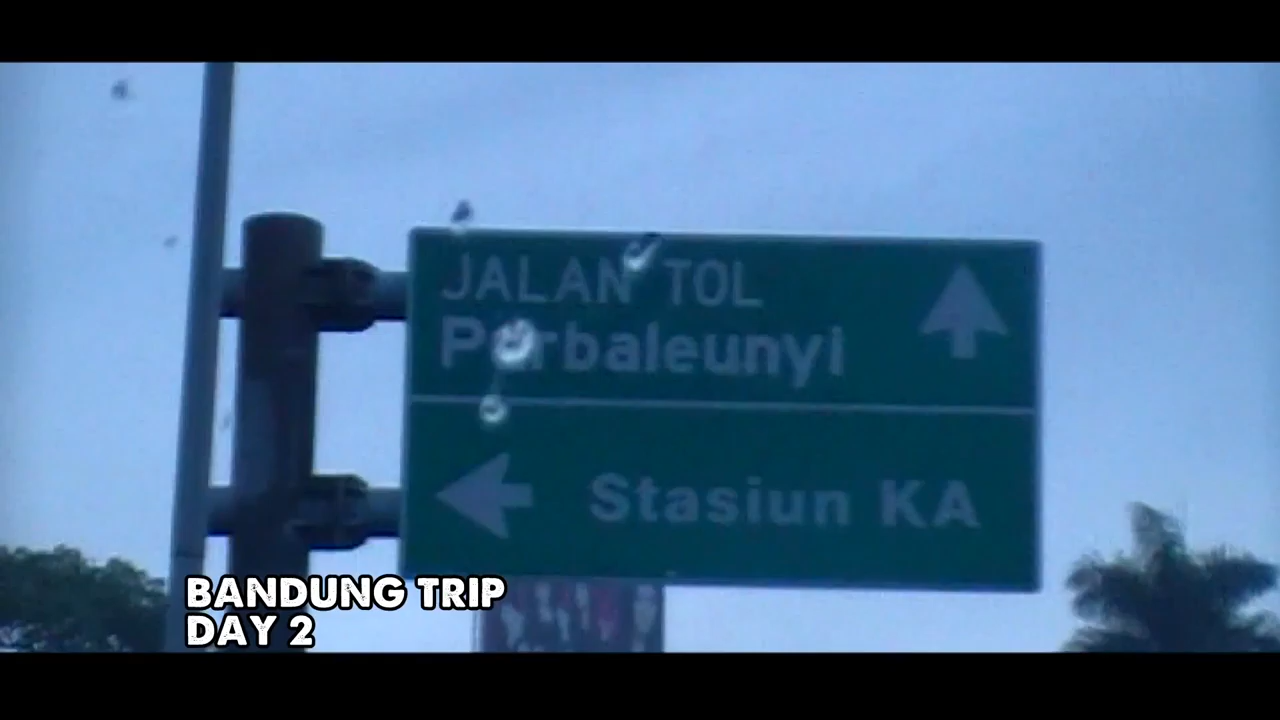 JALAN TOL
Purbaleunyi
Stasiun KA
BANDUNG TRIP
DAY 2